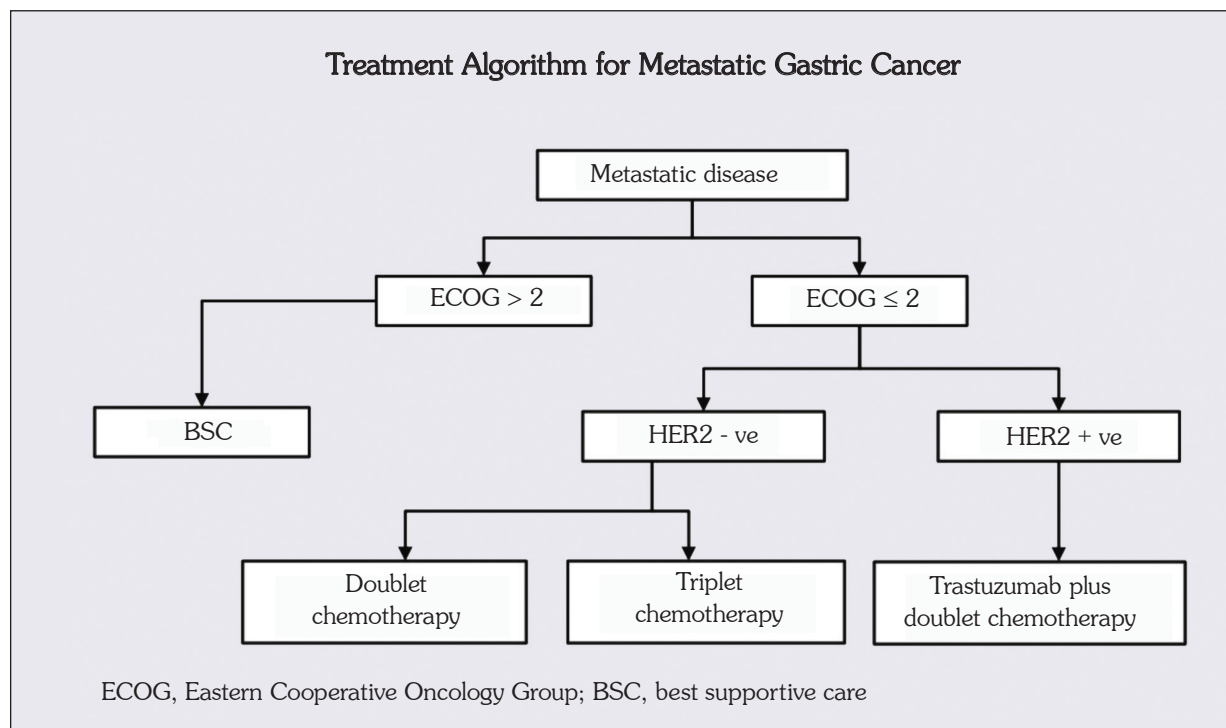 Treatment Algorithm for Metastatic Gastric Cancer
Metastatic disease
ECOG > 2
ECOG ≤ 2
BSC
HER2 - ve
HER2 + ve
Doublet
chemotherapy
Triplet
chemotherapy
Trastuzumab plus
doublet chemotherapy
ECOG, Eastern Cooperative Oncology Group; BSC, best supportive care